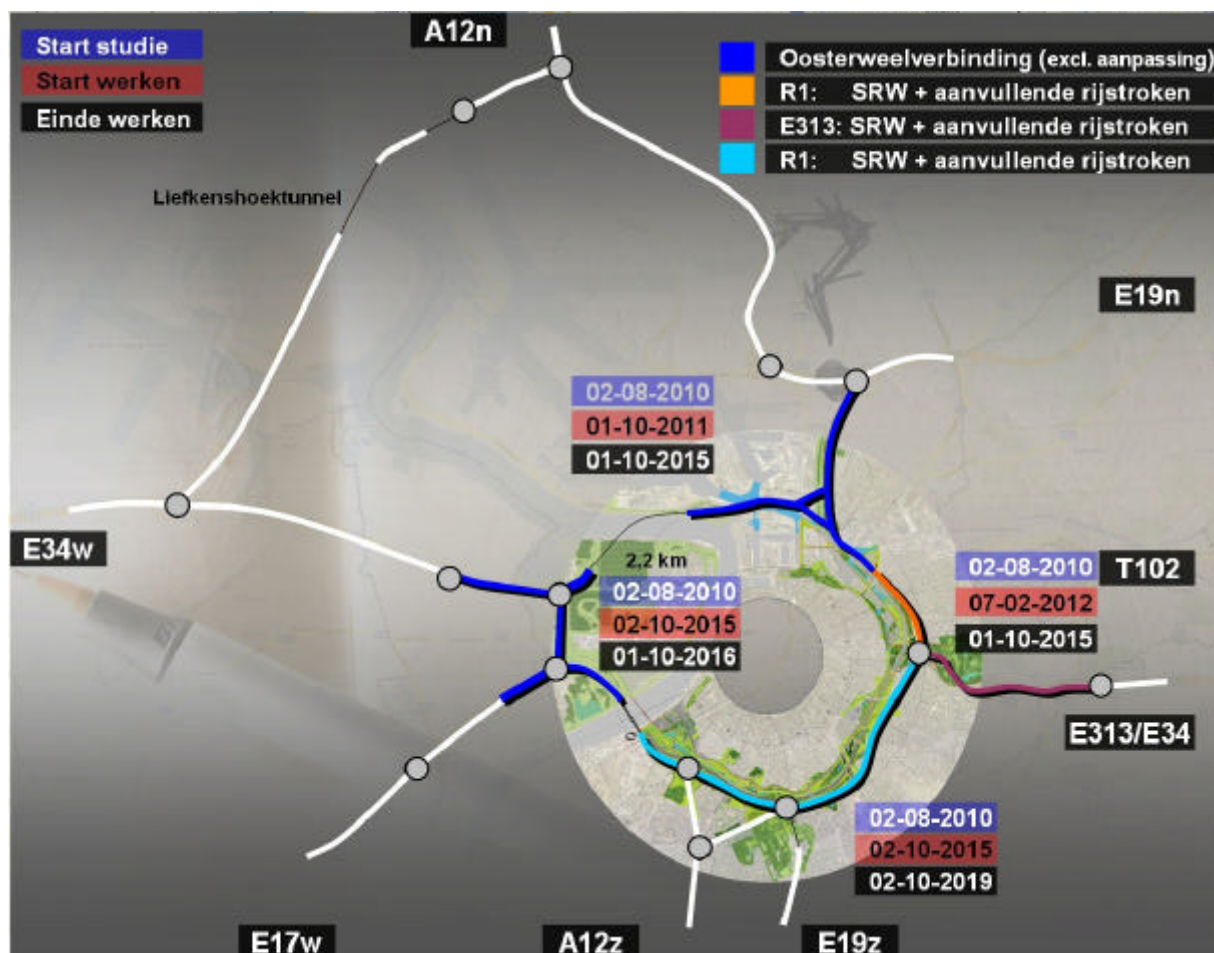 A12n
Start studie
Start werken
Einde werken
Oosterweelverbinding (excl. aanpassing)
R1: SRW + aanvullende rijstroken
E313: SRW + aanvullende rijstroken
R1: SRW + aanvullende rijstroken
Liefkenshoektunnel
E19n
02-08-2010
01-10-2011
01-10-2015
E34w
2,2 km
02-08-2010
02-10-2015
01-10-2016
02-08-2010
T102
07-02-2012
01-10-2015
E313/E34
02-08-2010
02-10-2015
02-10-2019
E17w
A12z
E19z